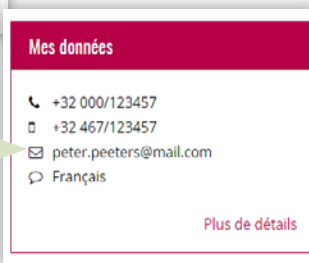 Mes données
+32 000/123457
+32 467/123457
peter.peeters@mail.com
Français
Plus de détails